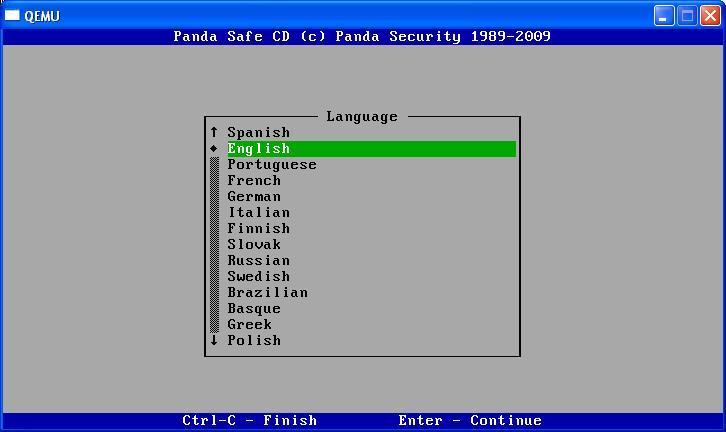 QEMU
Panda Safe CD (c) Panda Security 1989-2009
Language
Spanish
English
Portuguese
French
German
Italian
Finnish
Slovak
Russian
Swedish
Brazilian
Basque
Greek
Polish
Ctrl-C - Finish Enter - Continue